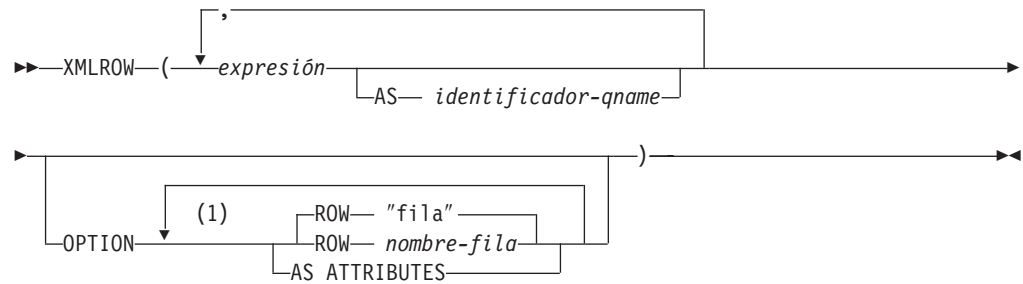 ,
XMLROW ( expresión
AS identificador-qname
)
(1) ROW "fila"
OPTION ROW nombre-fila
AS ATTRIBUTES